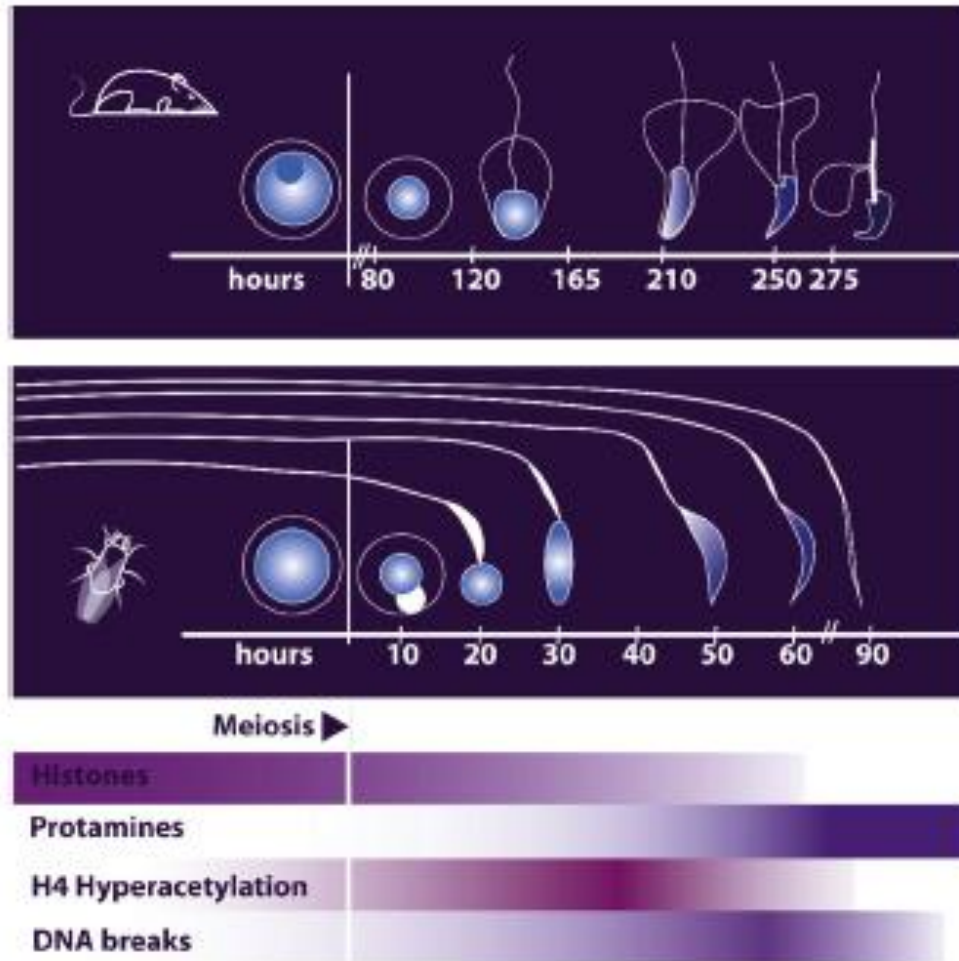 hours 80 120 165 210 250 275
hours 10 20 30 40 50 60 90
Meiosis
Histones
Protamines
H4 Hyperacetylation
DNA breaks